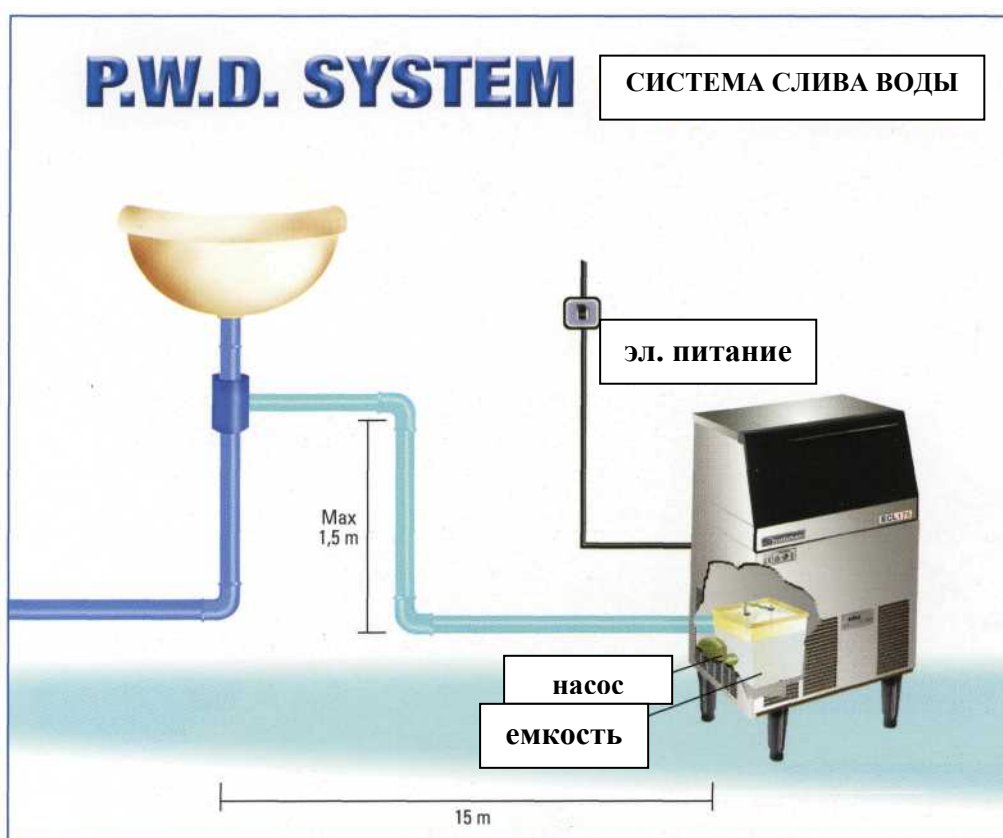 P.W.D. SYSTEM
СИСТЕМА СЛИВА ВОДЫ
эл. питание
Max
1,5 m
насос
емкость
15 m